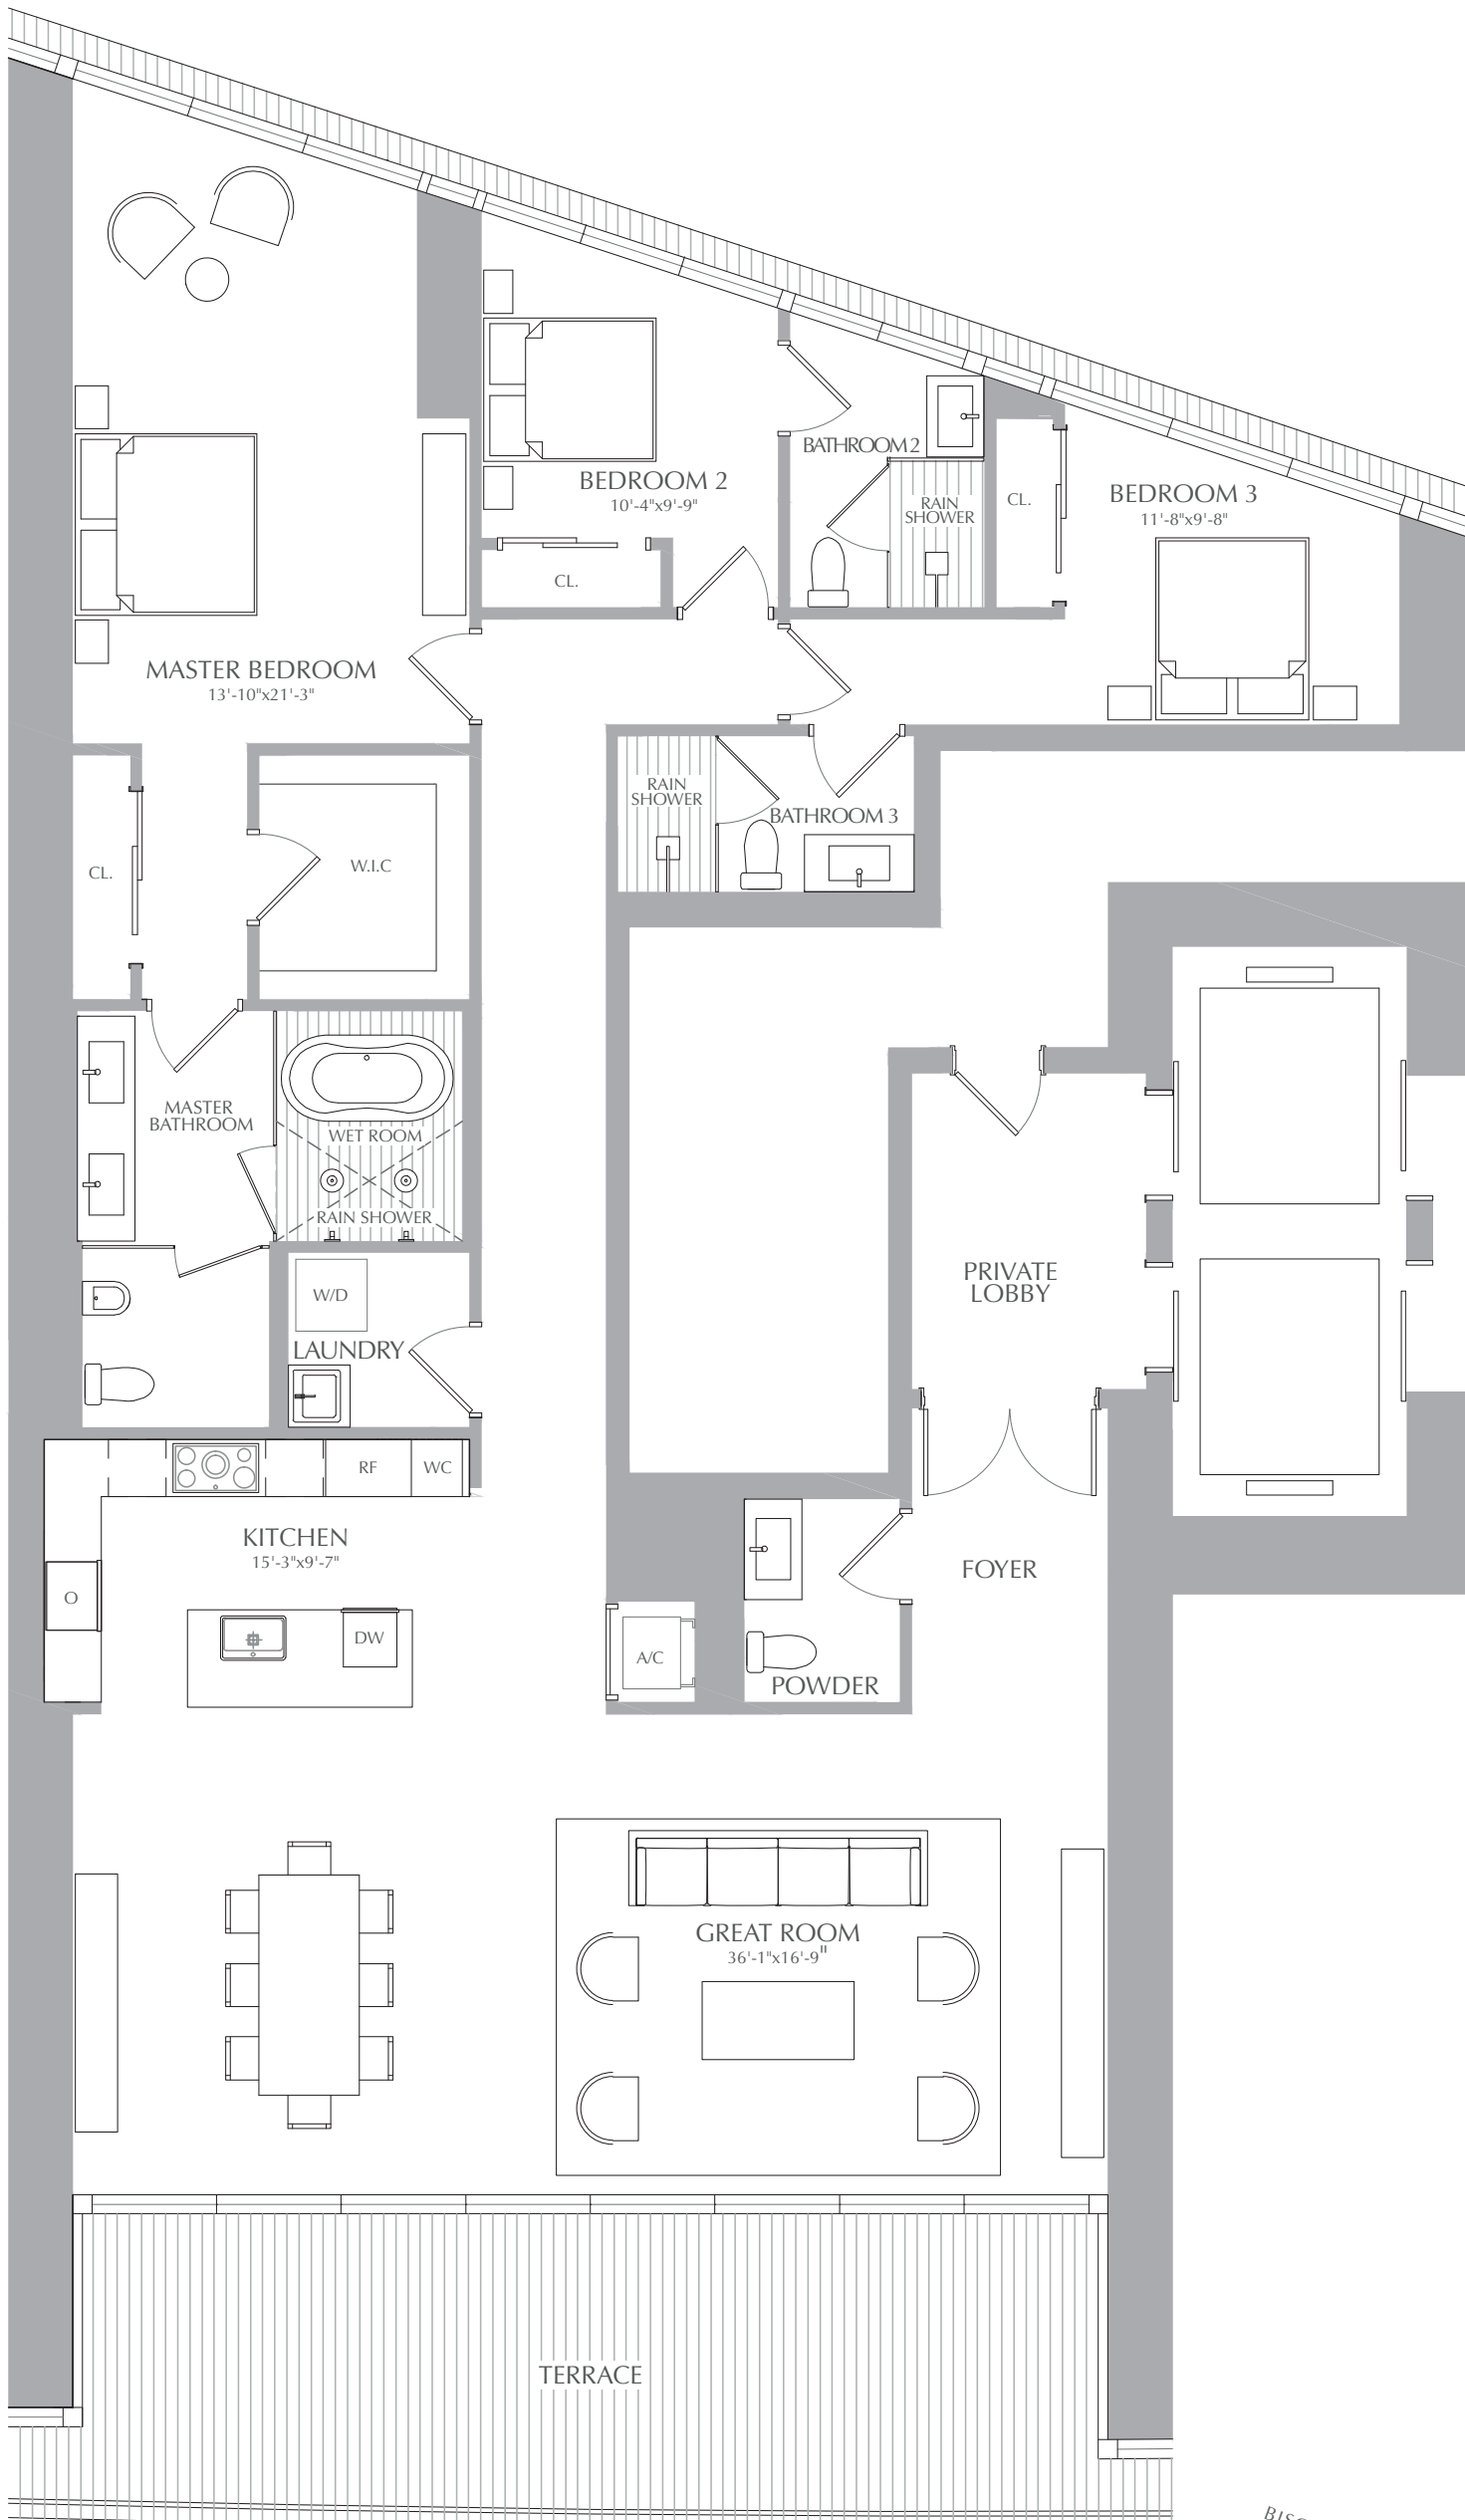 BATHROOM 2
BEDROOM 2
10'-4"x9'-9"
RAIN
SHOWER
CL.
BEDROOM 3
11'-8"x9'-8"
CL.
MASTER BEDROOM
13'-10"x21'-3"
RAIN
SHOWER
BATHROOM 3
CL.
W.I.C
MASTER
BATHROOM
WET ROOM
RAIN SHOWER
PRIVATE
LOBBY
W/D
LAUNDRY
RF
WC
KITCHEN
15'-3"x9'-7"
FOYER
O
DW
A/C
POWDER
GREAT ROOM
36'-1"x16'-9"
TERRACE